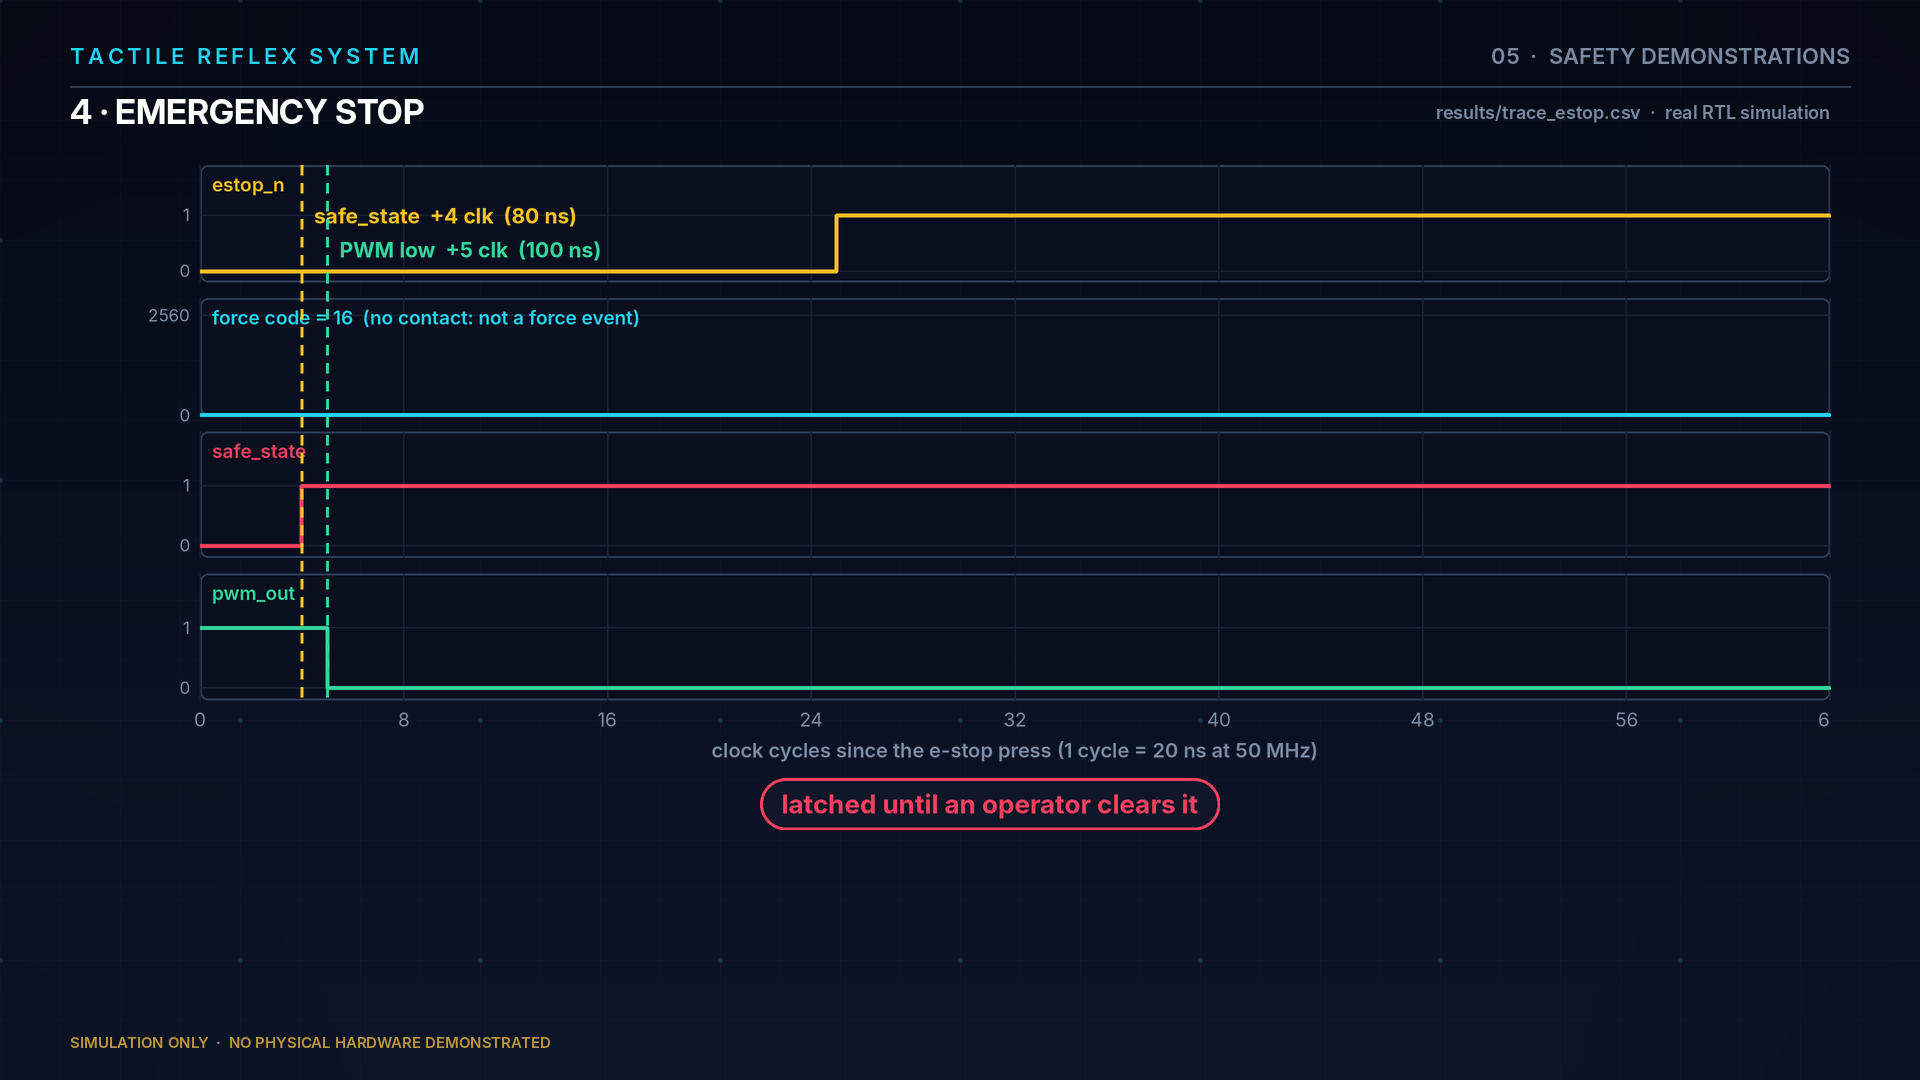 TACTILE REFLEX SYSTEM
05 · SAFETY DEMONSTRATIONS
4 · EMERGENCY STOP
results/trace_estop.csv · real RTL simulation
estop_n
1
safe_state +4 clk (80 ns)
PWM low +5 clk (100 ns)
0
2560
force code = 16 (no contact: not a force event)
0
safe_state
1
0
pwm_out
1
0
0 8 16 24 32 40 48 56 6
clock cycles since the e-stop press (1 cycle = 20 ns at 50 MHz)
latched until an operator clears it
SIMULATION ONLY · NO PHYSICAL HARDWARE DEMONSTRATED